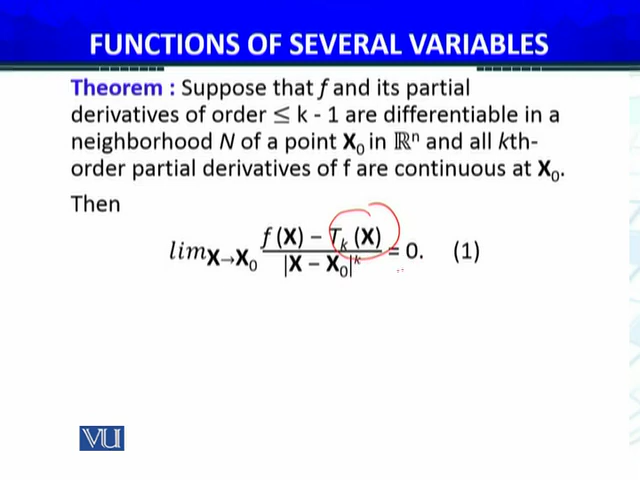 FUNCTIONS OF SEVERAL VARIABLES
Theorem : Suppose that f and its partial
derivatives of order ≤ k - 1 are differentiable in a
neighborhood N of a point X₀ in ℝⁿ and all kth-
order partial derivatives of f are continuous at X₀.
Then
lim X→X₀ f (X) − Tₖ (X) / |X − X₀|ᵏ = 0. (1)
VU